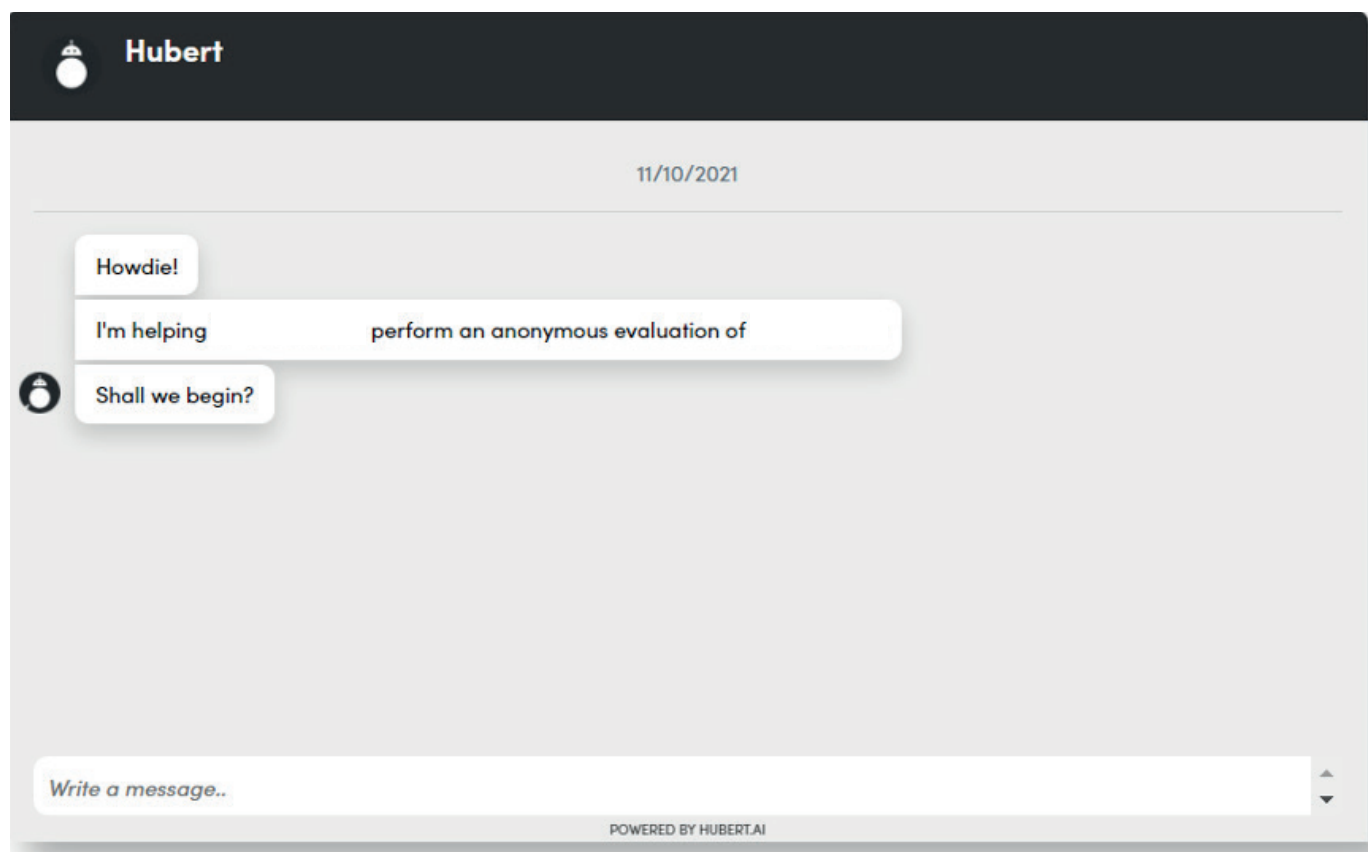 Hubert
11/10/2021
Howdie!
I'm helping perform an anonymous evaluation of
Shall we begin?
Write a message..
POWERED BY HUBERT.AI